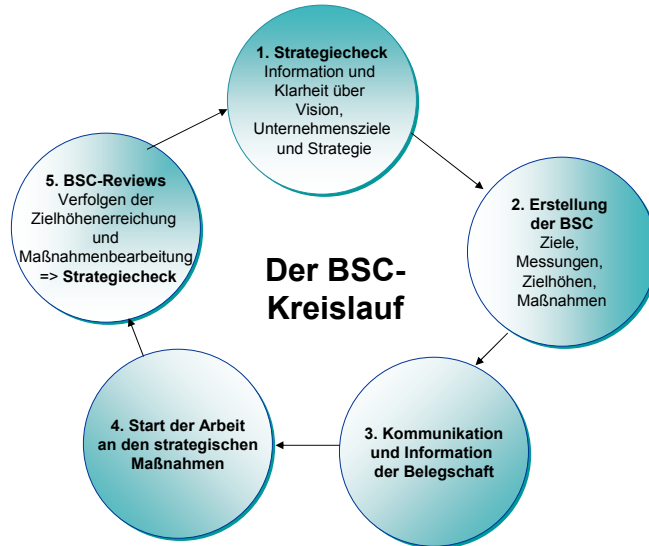 1. Strategiecheck
Information und
Klarheit über
Vision,
Unternehmensziele
und Strategie
2. Erstellung
der BSC
Ziele,
Messungen,
Zielhöhen,
Maßnahmen
3. Kommunikation
und Information
der Belegschaft
4. Start der Arbeit
an den strategischen
Maßnahmen
5. BSC-Reviews
Verfolgen der
Zielhöhenerreichung
und
Maßnahmenbearbeitung
=> Strategiecheck
Der BSC-
Kreislauf